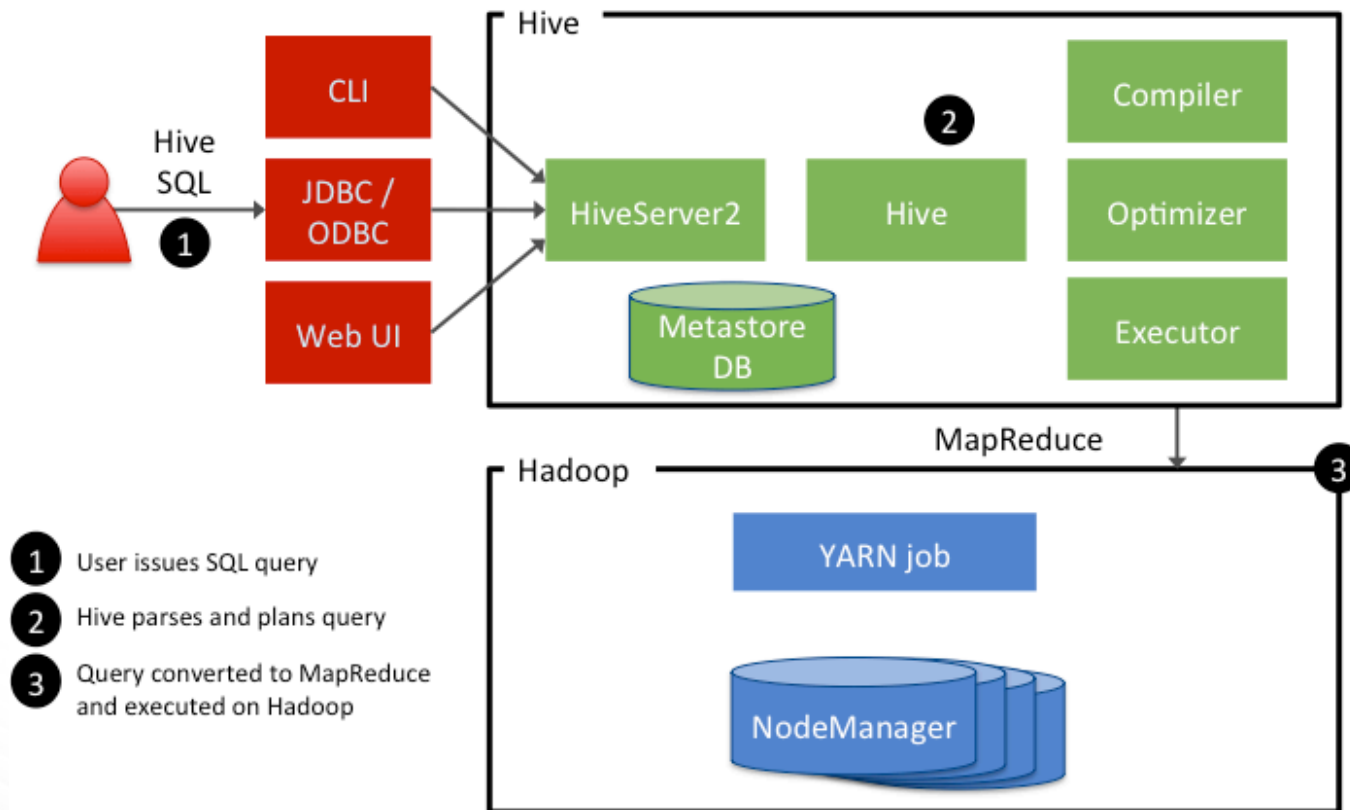 Hive
CLI
Compiler
2
Hive
SQL
JDBC /
ODBC
HiveServer2
Hive
Optimizer
1
Web UI
Metastore
DB
Executor
MapReduce
3
Hadoop
YARN job
NodeManager
1 User issues SQL query
2 Hive parses and plans query
3 Query converted to MapReduce
and executed on Hadoop